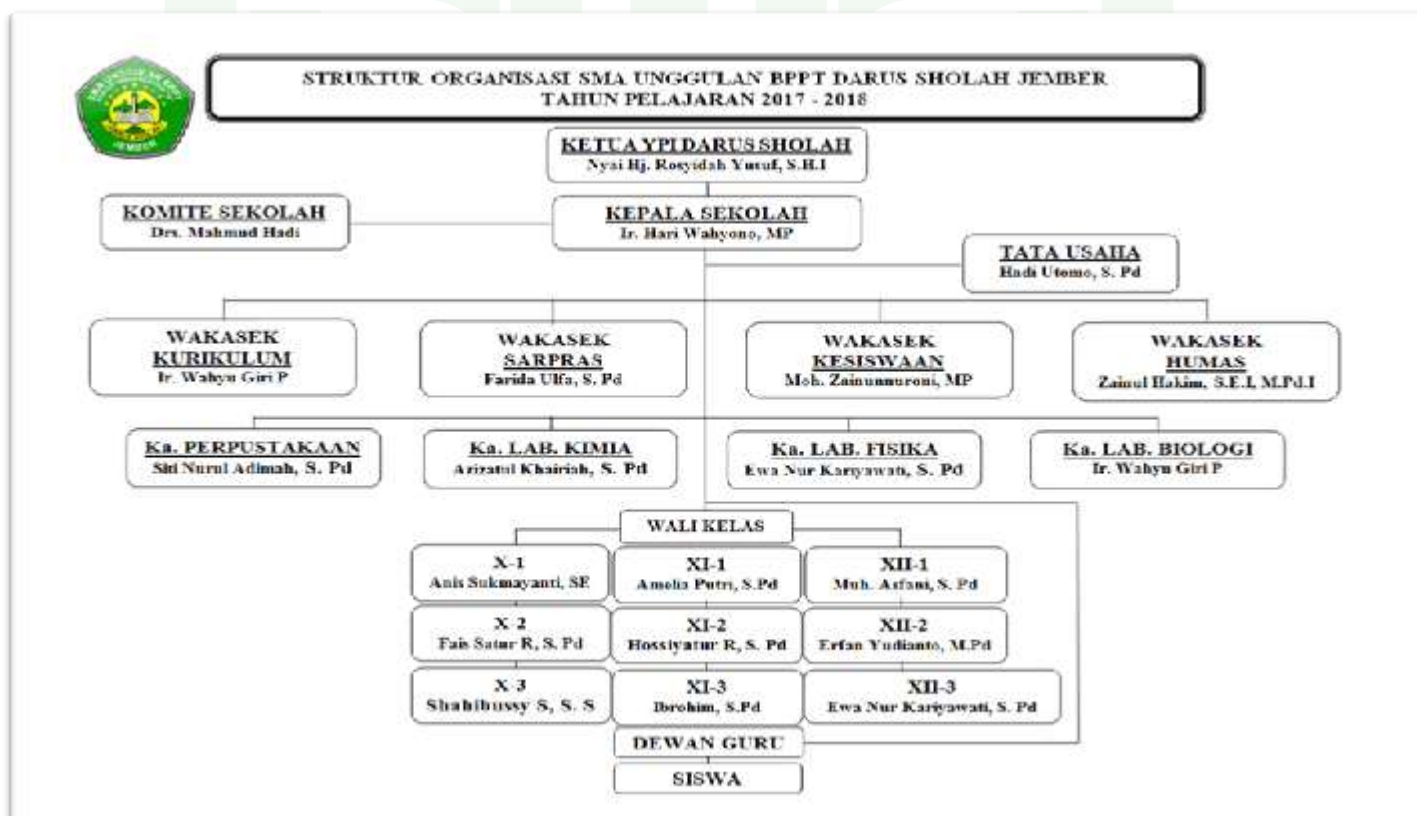 STRUKTUR ORGANISASI SMA UNGGULAN BPPT DARUS SHOLAH JEMBER
TAHUN PELAJARAN 2017 - 2018
JEMBER
KETUA YPI DARUS SHOLAH
Nyai Hj. Rosyidah Yusuf, S.H.I
KOMITE SEKOLAH
Drs. Mahmud Hadi
KEPALA SEKOLAH
Ir. Hari Wahyono, MP
TATA USAHA
Hadi Utomo, S. Pd
WAKASEK
KURIKULUM
Ir. Wahyu Giri P
WAKASEK
SARPRAS
Farida Ulfa, S. Pd
WAKASEK
KESISWAAN
Moh. Zainunnuroni, MP
WAKASEK
HUMAS
Zainul Hakim, S.E.I, M.Pd.I
Ka. PERPUSTAKAAN
Siti Nurul Adimah, S. Pd
Ka. LAB. KIMIA
Arizatul Khairiah, S. Pd
Ka. LAB. FISIKA
Ewa Nur Kariyawati, S. Pd
Ka. LAB. BIOLOGI
Ir. Wahyu Giri P
WALI KELAS
X-1
Anis Sukmayanti, SE
XI-1
Amelia Putri, S.Pd
XII-1
Muh. Asfani, S. Pd
X-2
Fais Satur R, S. Pd
XI-2
Hossiyatur R, S. Pd
XII-2
Erfan Yudianto, M.Pd
X-3
Shahibussy S, S. S
XI-3
Ibrohim, S.Pd
XII-3
Ewa Nur Kariyawati, S. Pd
DEWAN GURU
SISWA